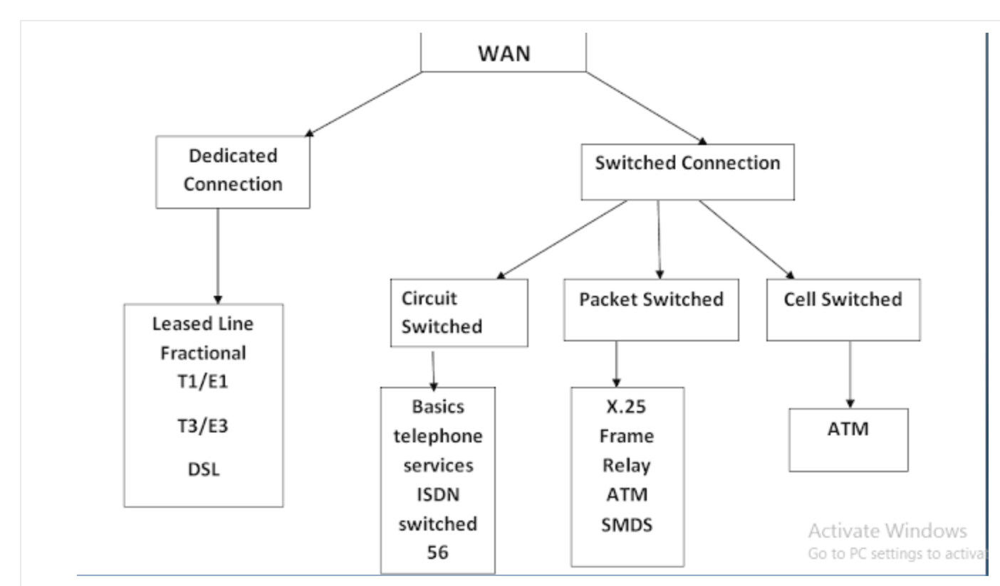 WAN
Dedicated
Connection
Switched Connection
Leased Line
Fractional
T1/E1
T3/E3
DSL
Circuit
Switched
Packet Switched
Cell Switched
Basics
telephone
services
ISDN
switched
56
X.25
Frame
Relay
ATM
SMDS
ATM
Activate Windows
Go to PC settings to activa